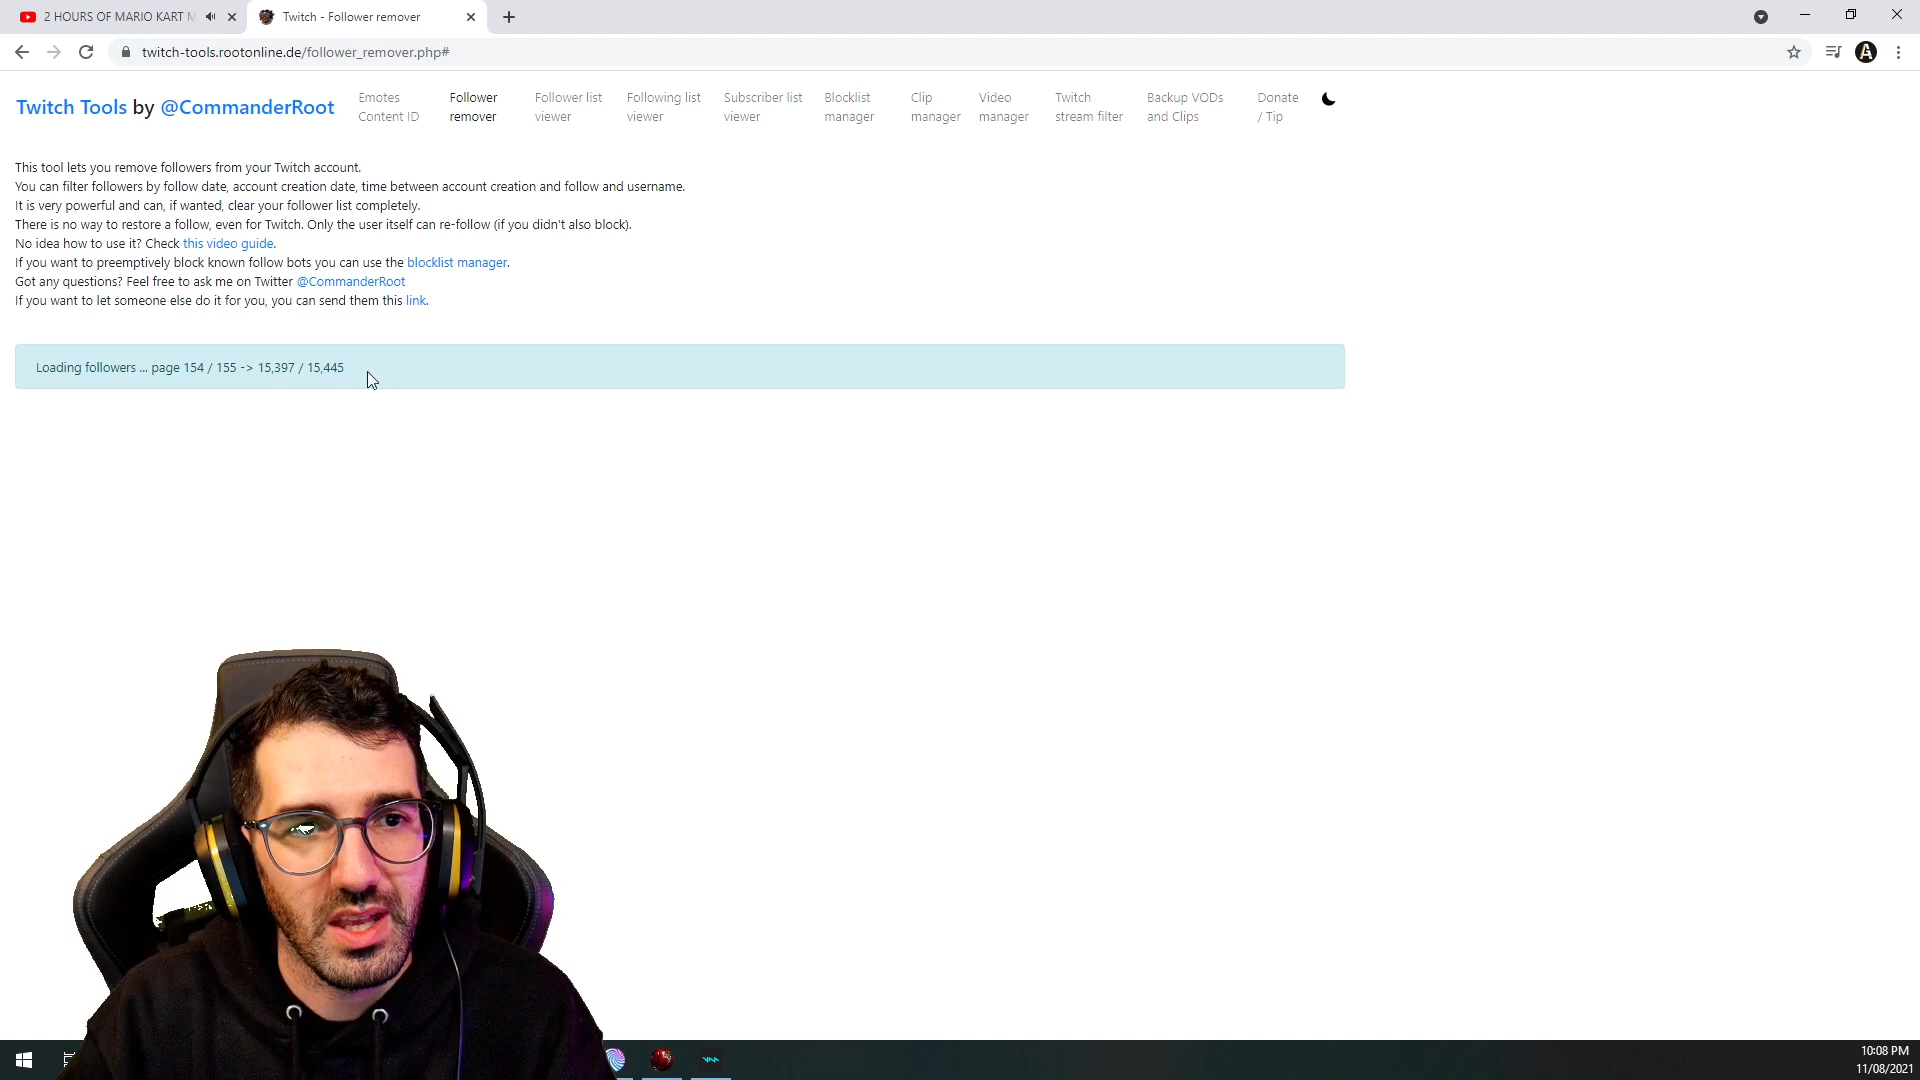 2 HOURS OF MARIO KART M
Twitch - Follower remover
twitch-tools.rootonline.de/follower_remover.php#
Twitch Tools by @CommanderRoot
Emotes Content ID
Follower remover
Follower list viewer
Following list viewer
Subscriber list viewer
Blocklist manager
Clip manager
Video manager
Twitch stream filter
Backup VODs and Clips
Donate / Tip
This tool lets you remove followers from your Twitch account.
You can filter followers by follow date, account creation date, time between account creation and follow and username.
It is very powerful and can, if wanted, clear your follower list completely.
There is no way to restore a follow, even for Twitch. Only the user itself can re-follow (if you didn't also block).
No idea how to use it? Check this video guide.
If you want to preemptively block known follow bots you can use the blocklist manager.
Got any questions? Feel free to ask me on Twitter @CommanderRoot
If you want to let someone else do it for you, you can send them this link.
Loading followers ... page 154 / 155 -> 15,397 / 15,445
10:08 PM
11/08/2021